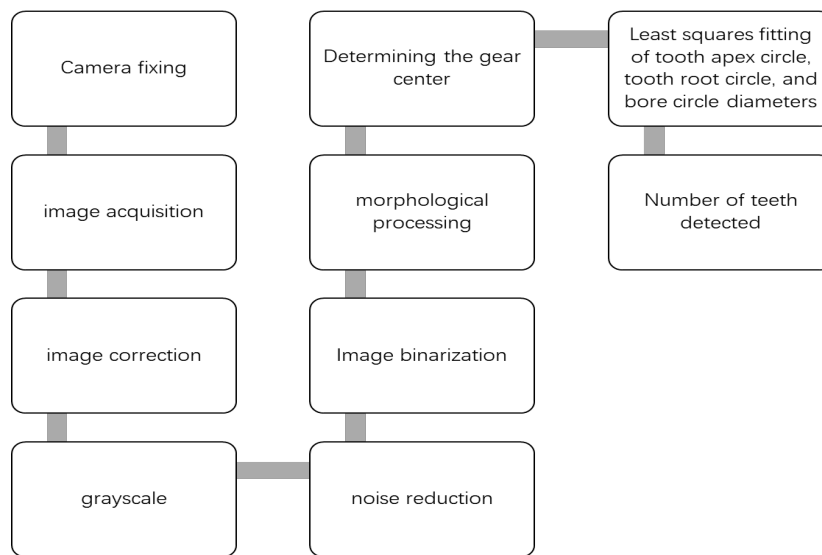 Camera fixing
image acquisition
image correction
grayscale
noise reduction
Image binarization
morphological
processing
Determining the gear
center
Least squares fitting
of tooth apex circle,
tooth root circle, and
bore circle diameters
Number of teeth
detected